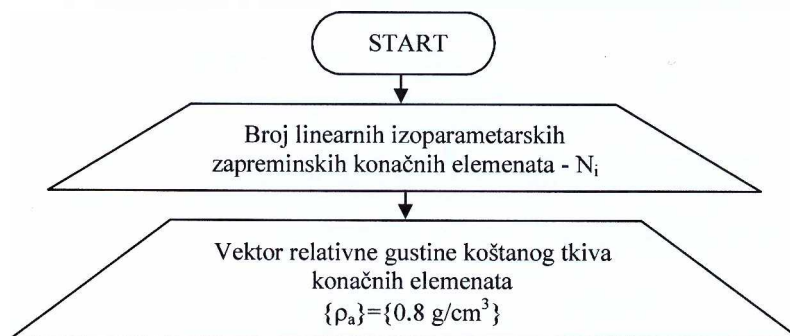 START
Broj linearnih izoparametarskih
zapreminskih konačnih elemenata - Nᵢ
Vektor relativne gustine koštanog tkiva
konačnih elemenata
{ρₐ}={0.8 g/cm³}